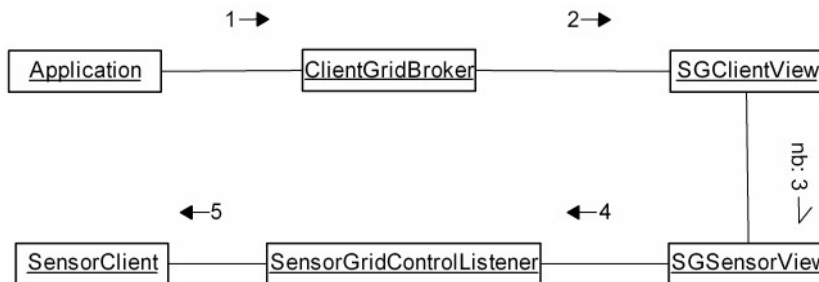 1 2
Application ClientGridBroker SGClientView
nb: 3
5 4
SensorClient SensorGridControlListener SGSensorView